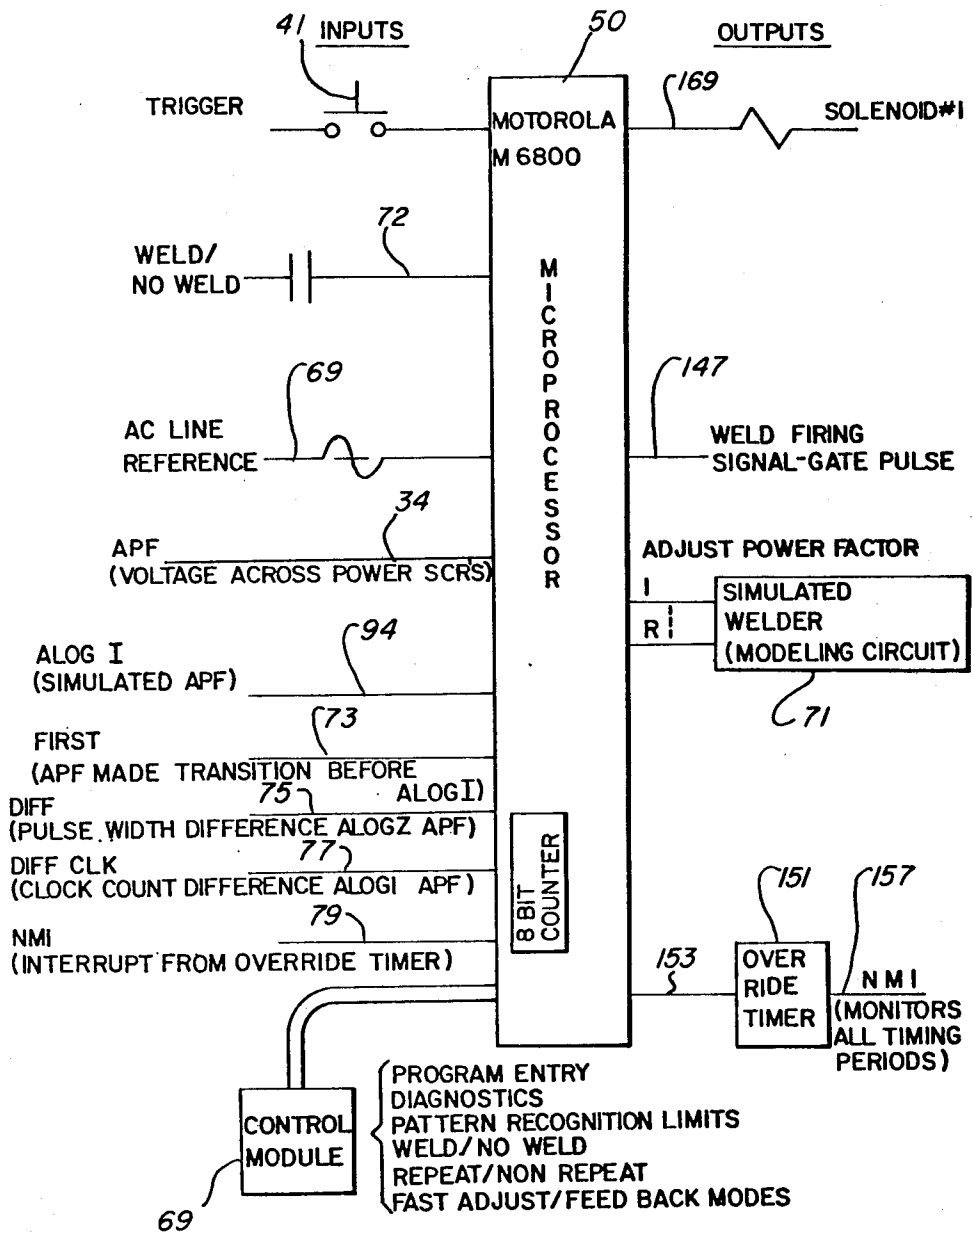 41 INPUTS
50
OUTPUTS
TRIGGER
MOTOROLA
M 6800
169
SOLENOID#1
WELD/
NO WELD
72
MICROPROCESSOR
AC LINE
REFERENCE
69
147
WELD FIRING
SIGNAL-GATE PULSE
APF
(VOLTAGE ACROSS POWER SCR'S)
34
ADJUST POWER FACTOR
I
R
SIMULATED
WELDER
(MODELING CIRCUIT)
71
ALOG I
(SIMULATED APF)
94
FIRST
(APF MADE TRANSITION BEFORE
ALOG I)
73
DIFF
(PULSE WIDTH DIFFERENCE ALOGZ APF)
75
DIFF CLK
(CLOCK COUNT DIFFERENCE ALOGI APF)
77
8 BIT
COUNTER
NMI
(INTERRUPT FROM OVERRIDE TIMER)
79
153
151
OVER
RIDE
TIMER
157
NMI
(MONITORS
ALL TIMING
PERIODS)
CONTROL
MODULE
69
PROGRAM ENTRY
DIAGNOSTICS
PATTERN RECOGNITION LIMITS
WELD/NO WELD
REPEAT/NON REPEAT
FAST ADJUST/FEED BACK MODES